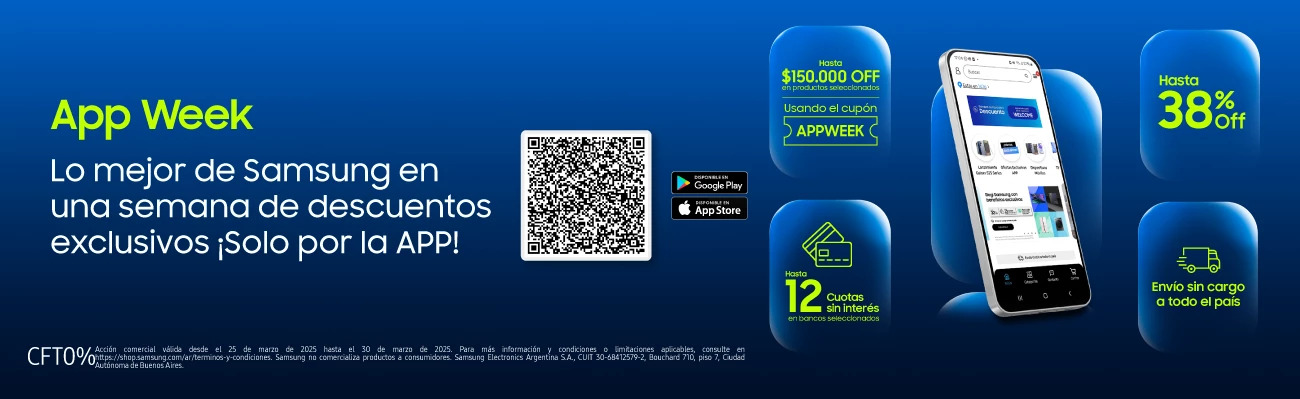 App Week
Lo mejor de Samsung en
una semana de descuentos
exclusivos ¡Solo por la APP!
DISPONIBLE EN
Google Play
DISPONIBLE EN
App Store
Hasta
$150.000 OFF
en productos seleccionados
Usando el cupón
APPWEEK
Hasta
12 Cuotas
sin interés
en bancos seleccionados
Buscar
Descuento
WELCOME
Hasta
38%
Off
Envío sin cargo
a todo el país
CFT0%
Acción comercial válida desde el 25 de marzo de 2025 hasta el 30 de marzo de 2025. Para más información y condiciones o limitaciones aplicables, consulte en
https://shop.samsung.com/ar/terminos-y-condiciones. Samsung no comercializa productos a consumidores. Samsung Electronics Argentina S.A., CUIT 30-68412579-2, Bouchard 710, piso 7, Ciudad
Autónoma de Buenos Aires.